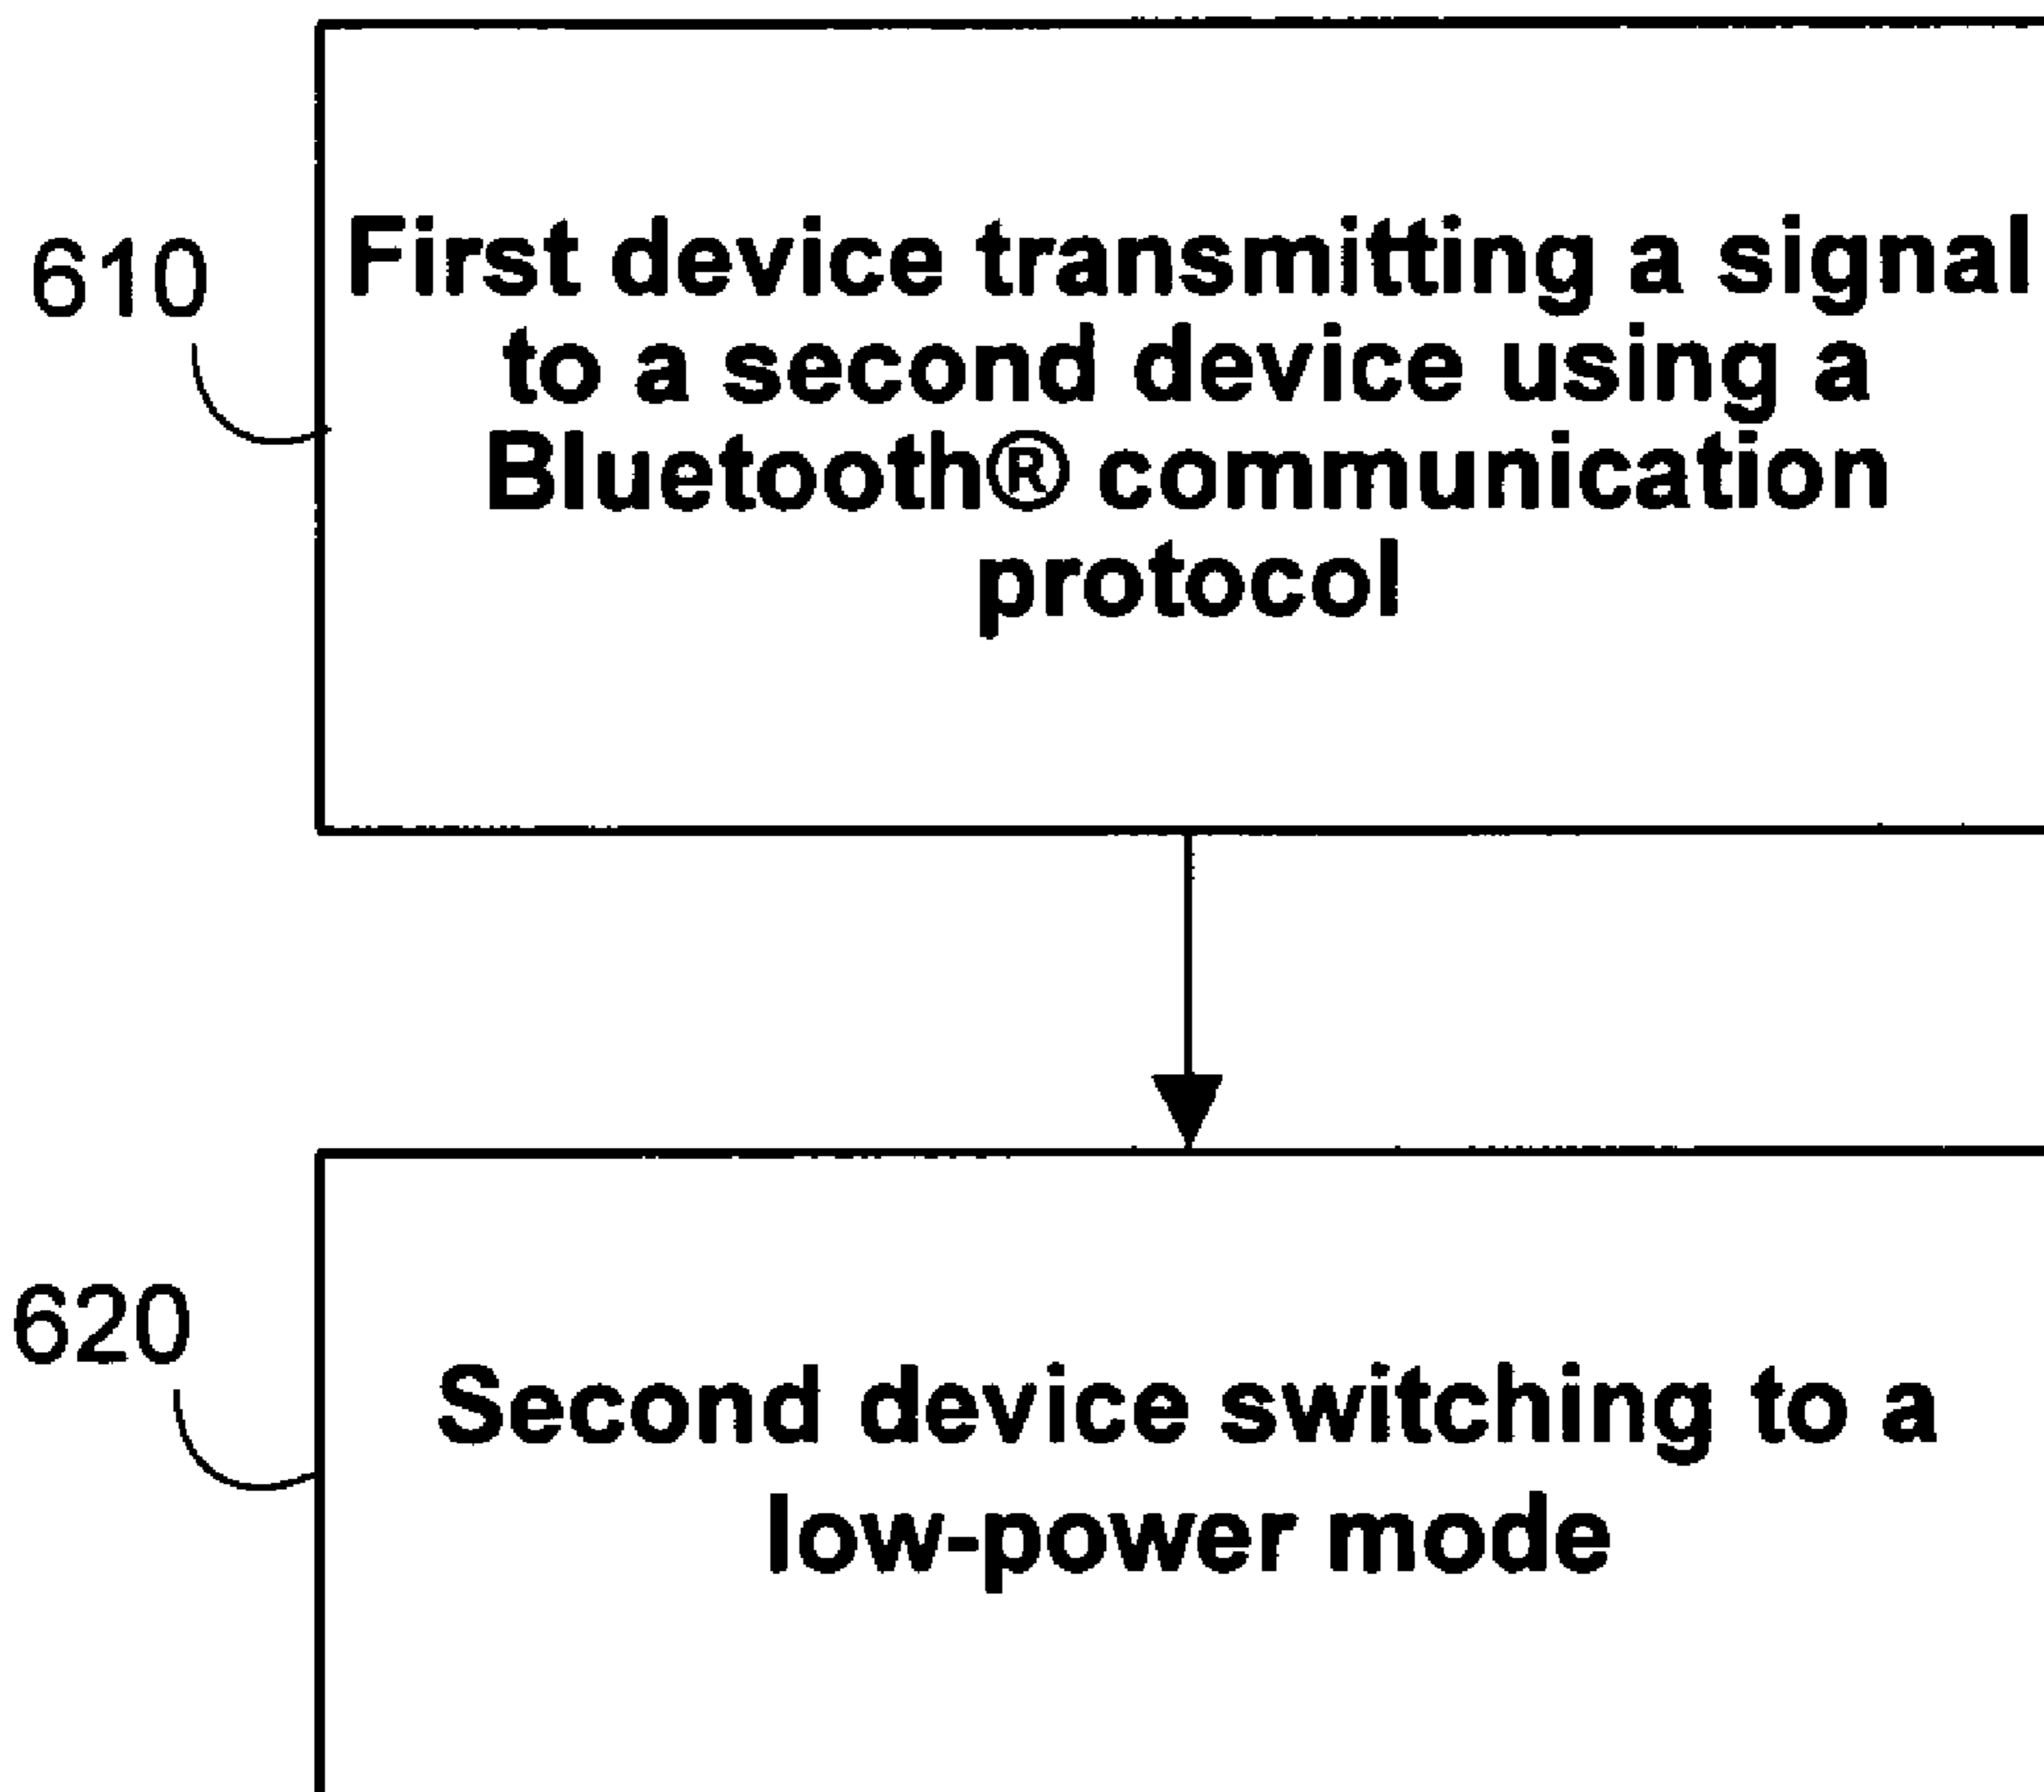 610
First device transmitting a signal
to a second device using a
Bluetooth® communication
protocol
620
Second device switching to a
low-power mode